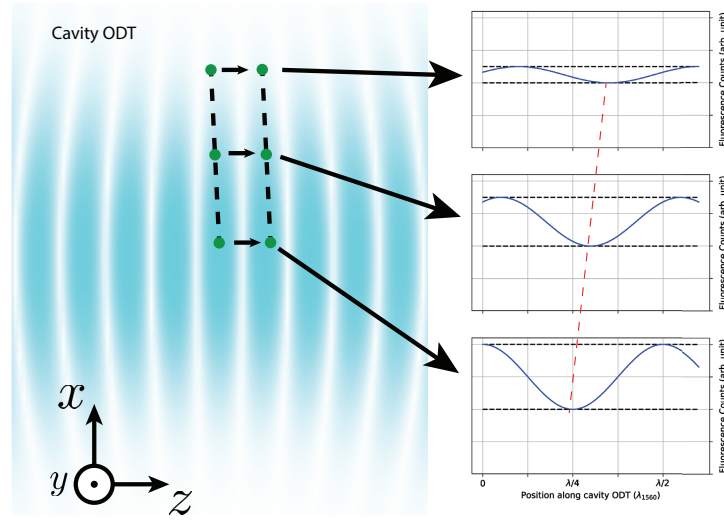 Cavity ODT
x
y
z
Fluorescence Counts (arb. unit)
Fluorescence Counts (arb. unit)
Fluorescence Counts (arb. unit)
0
λ/4
λ/2
Position along cavity ODT (λ1560)